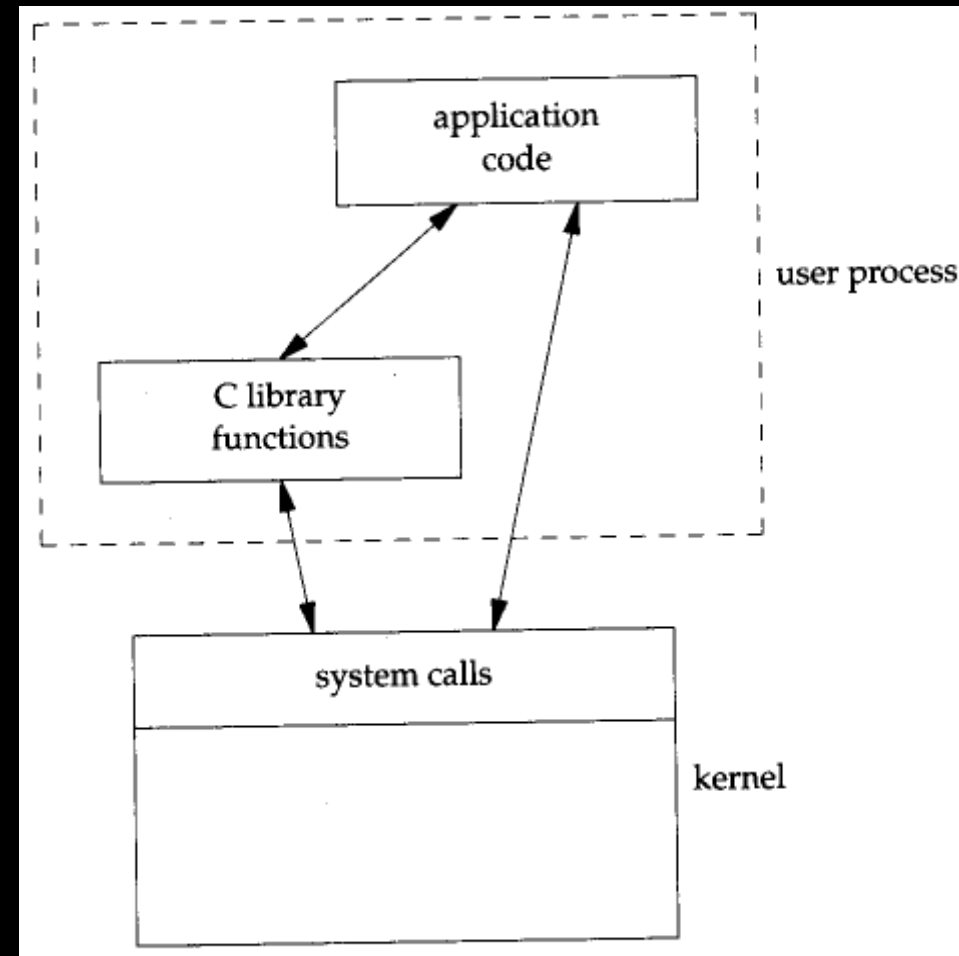 application
code
user process
C library
functions
system calls
kernel